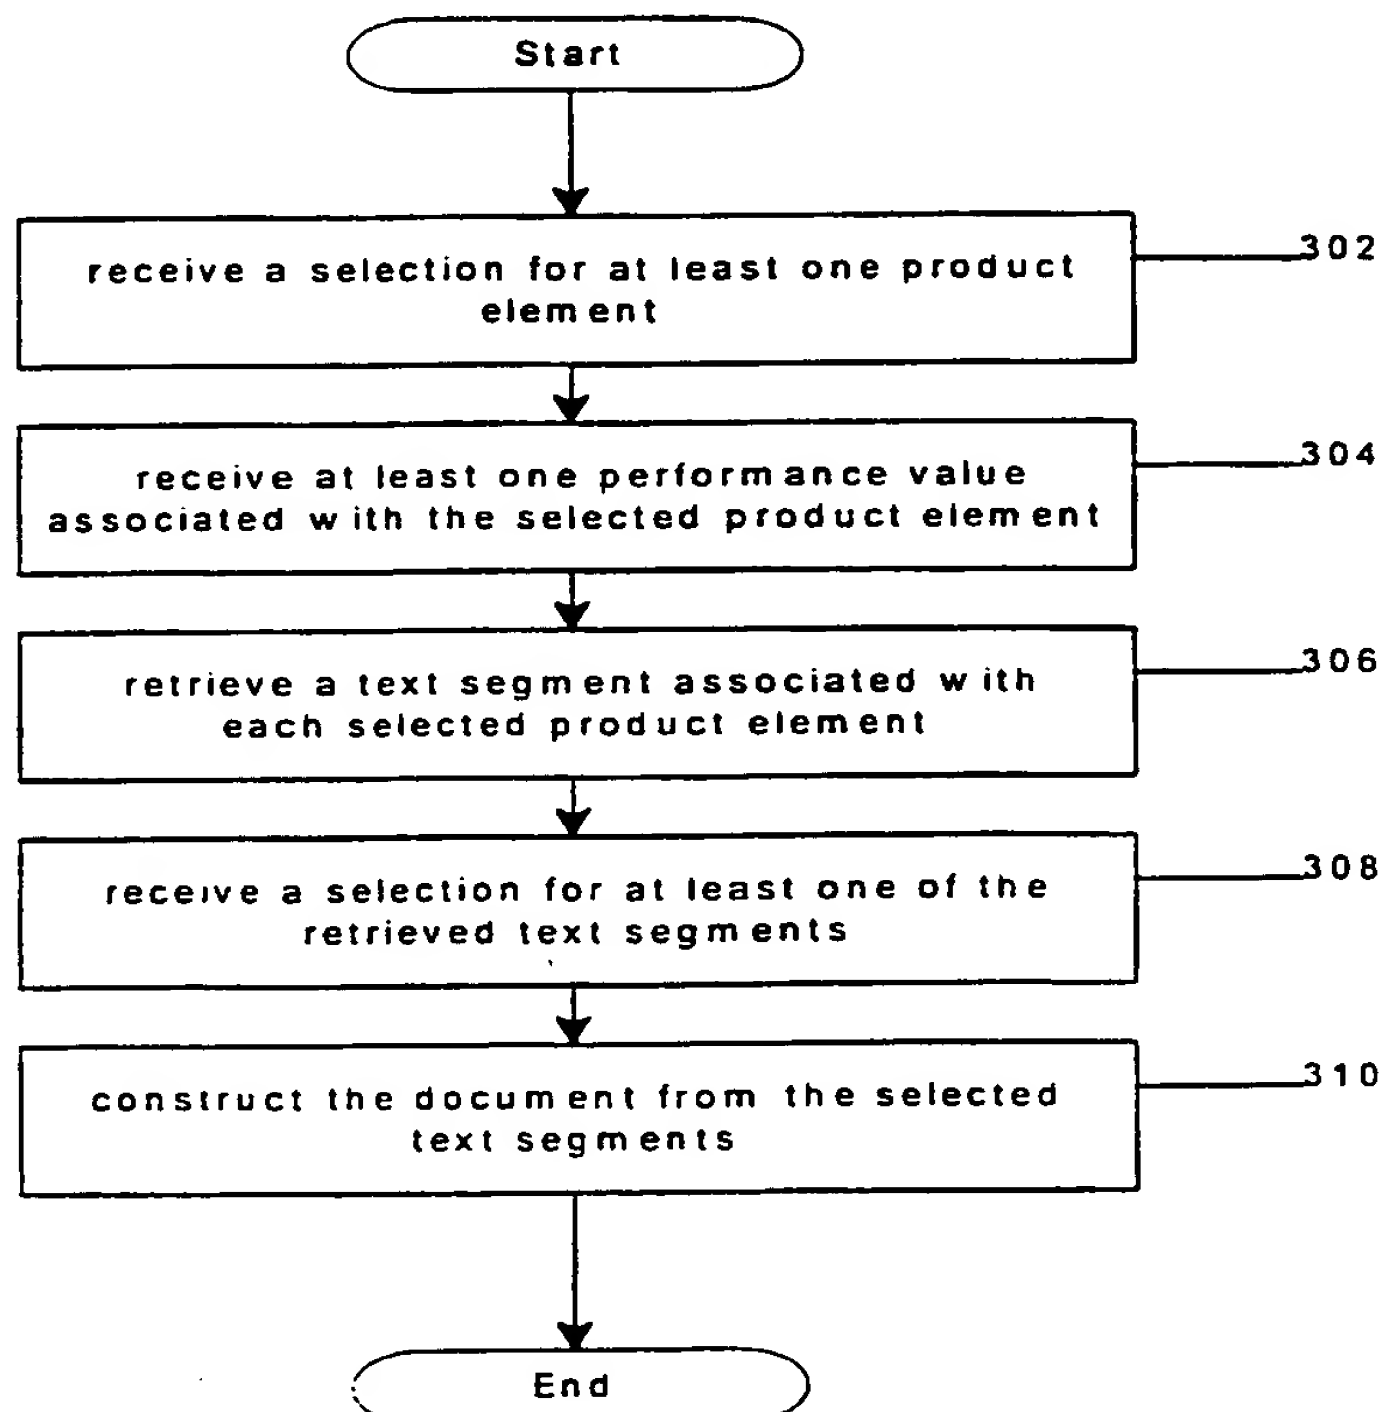 Start
receive a selection for at least one product
element
302
receive at least one performance value
associated with the selected product element
304
retrieve a text segment associated with
each selected product element
306
receive a selection for at least one of the
retrieved text segments
308
construct the document from the selected
text segments
310
End